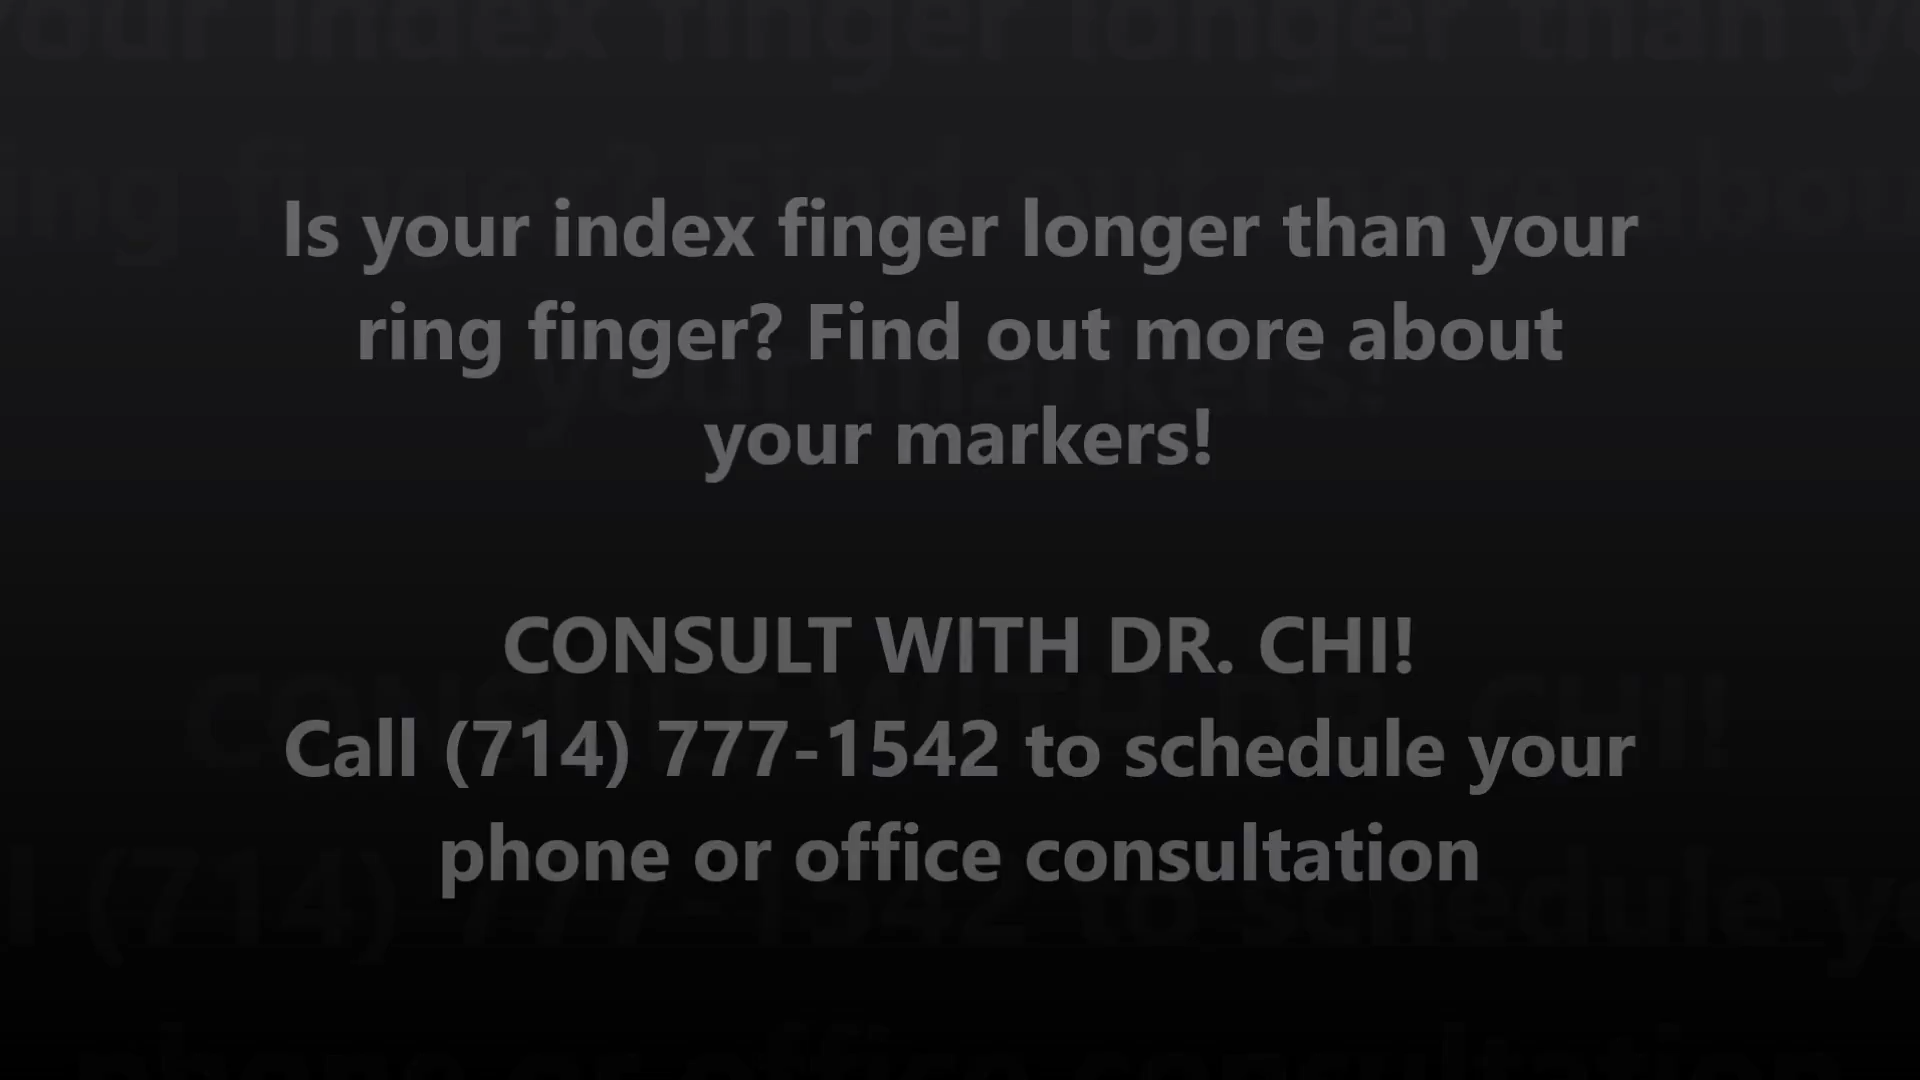 Is your index finger longer than your
ring finger? Find out more about
your markers!
CONSULT WITH DR. CHI!
Call (714) 777-1542 to schedule your
phone or office consultation